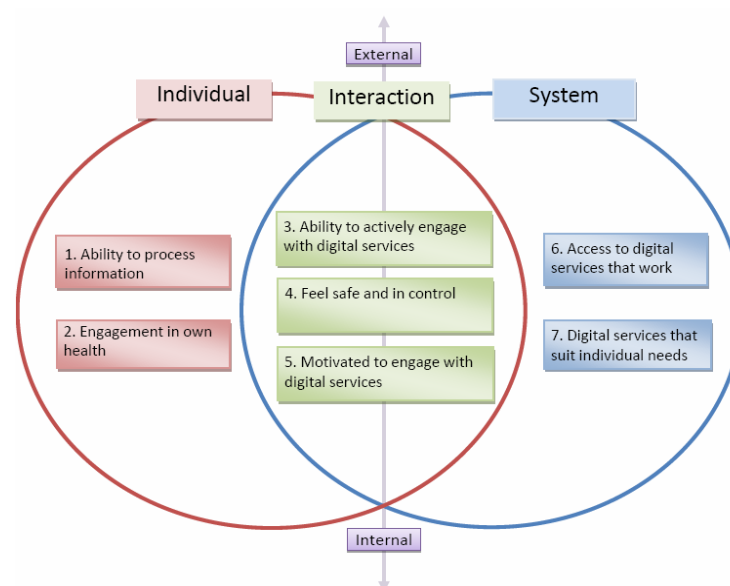 External
Individual
Interaction
System
1. Ability to process
information
2. Engagement in own
health
3. Ability to actively engage
with digital services
4. Feel safe and in control
5. Motivated to engage with
digital services
6. Access to digital
services that work
7. Digital services that
suit individual needs
Internal